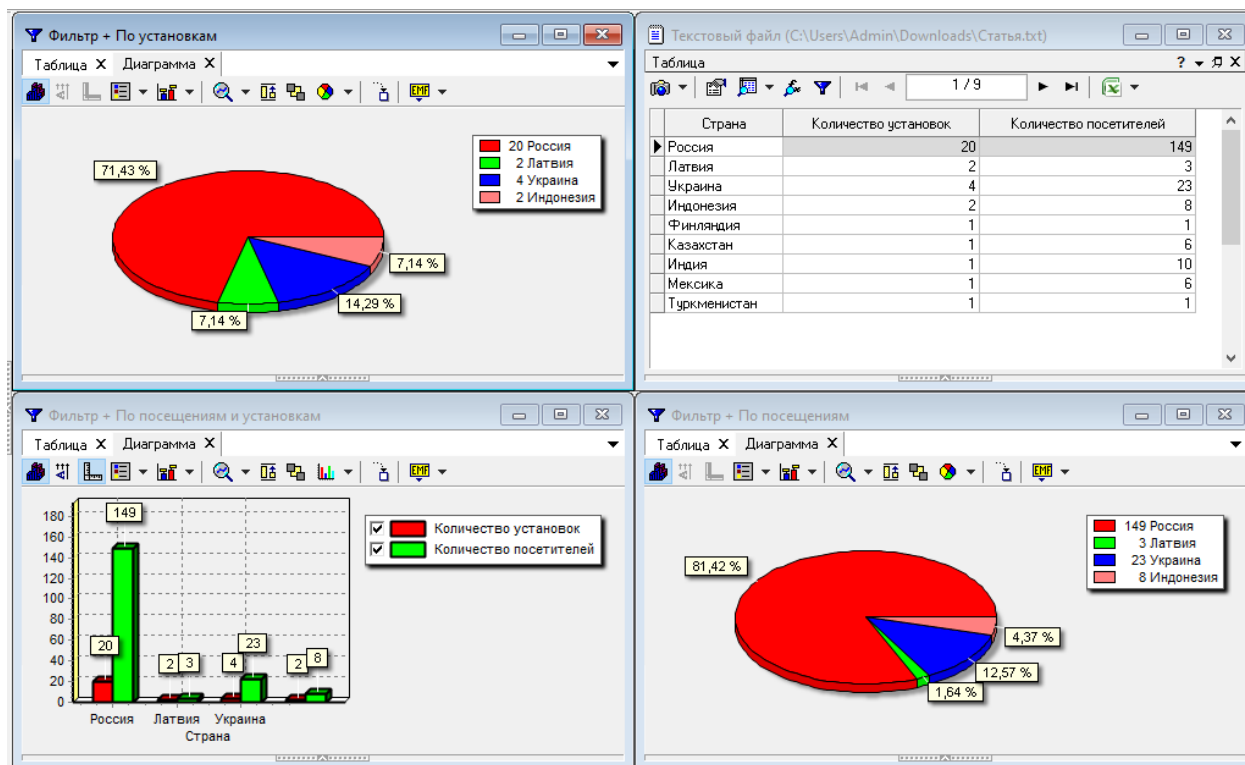 Фильтр + По установкам
Таблица X Диаграмма X
EMF
20 Россия
2 Латвия
4 Украина
2 Индонезия
71,43 %
7,14 %
14,29 %
7,14 %
Текстовый файл (C:\Users\Admin\Downloads\Статья.txt)
Таблица
1 / 9
Страна Количество установок Количество посетителей
Россия 20 149
Латвия 2 3
Украина 4 23
Индонезия 2 8
Финляндия 1 1
Казахстан 1 6
Индия 1 10
Мексика 1 6
Туркменистан 1 1
Фильтр + По посещениям и установкам
Таблица X Диаграмма X
EMF
180
160
140
120
100
80
60
40
20
0
149
20
2
3
4
23
2
8
Россия Латвия Украина
Страна
Количество установок
Количество посетителей
Фильтр + По посещениям
Таблица X Диаграмма X
EMF
149 Россия
3 Латвия
23 Украина
8 Индонезия
81,42 %
4,37 %
12,57 %
1,64 %